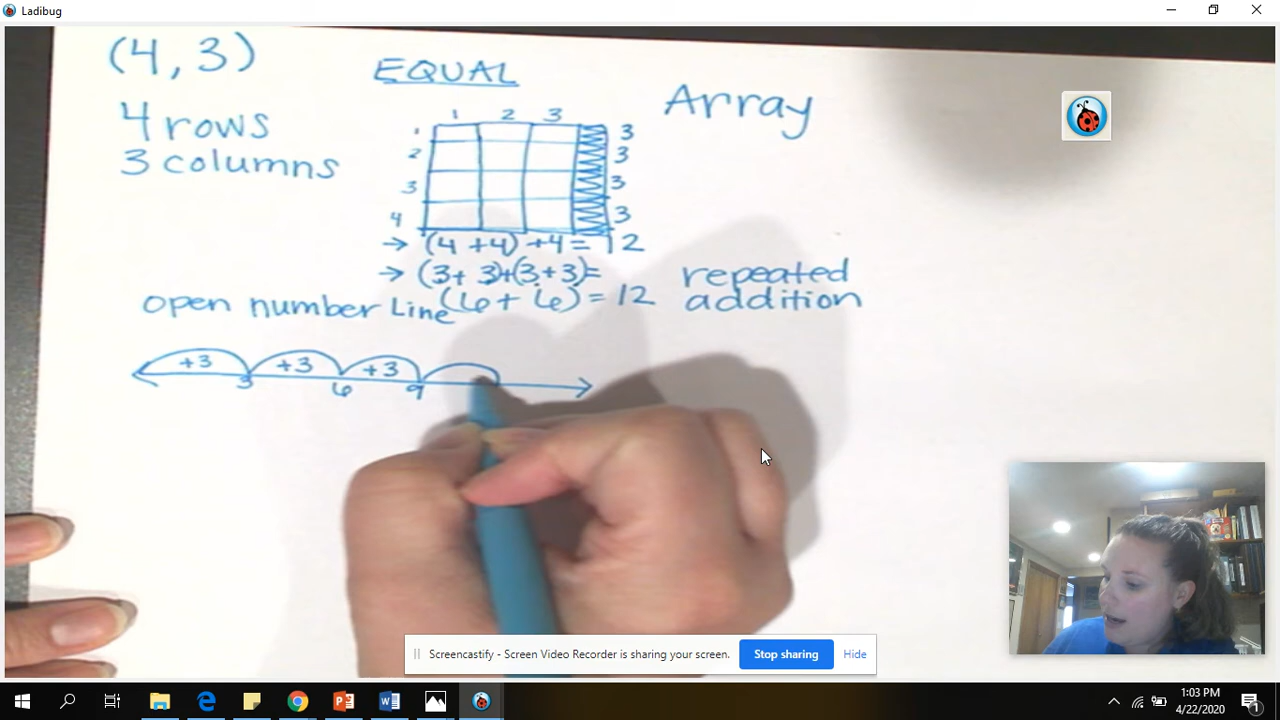 Ladibug
(4, 3)
EQUAL
Array
4 rows
3 columns
1 2 3
1 3
2 3
3 3
4 3
→ (4 + 4) + 4 = 12
→ (3 + 3) + (3 + 3) =
repeated
addition
(6 + 6) = 12
open number Line
+3 +3 +3
3 6 9
Screencastify - Screen Video Recorder is sharing your screen. Stop sharing Hide
1:03 PM
4/22/2020
1